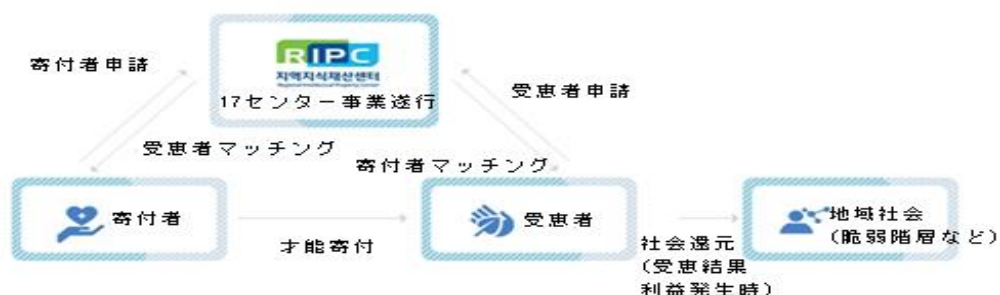 RIPC
지역지식재산센터
17センター事業遂行
寄付者申請
受恵者申請
受恵者マッチング
寄付者マッチング
寄付者
受恵者
地域社会
(脆弱階層など)
才能寄付
社会還元
(受恵結果
利益発生時)